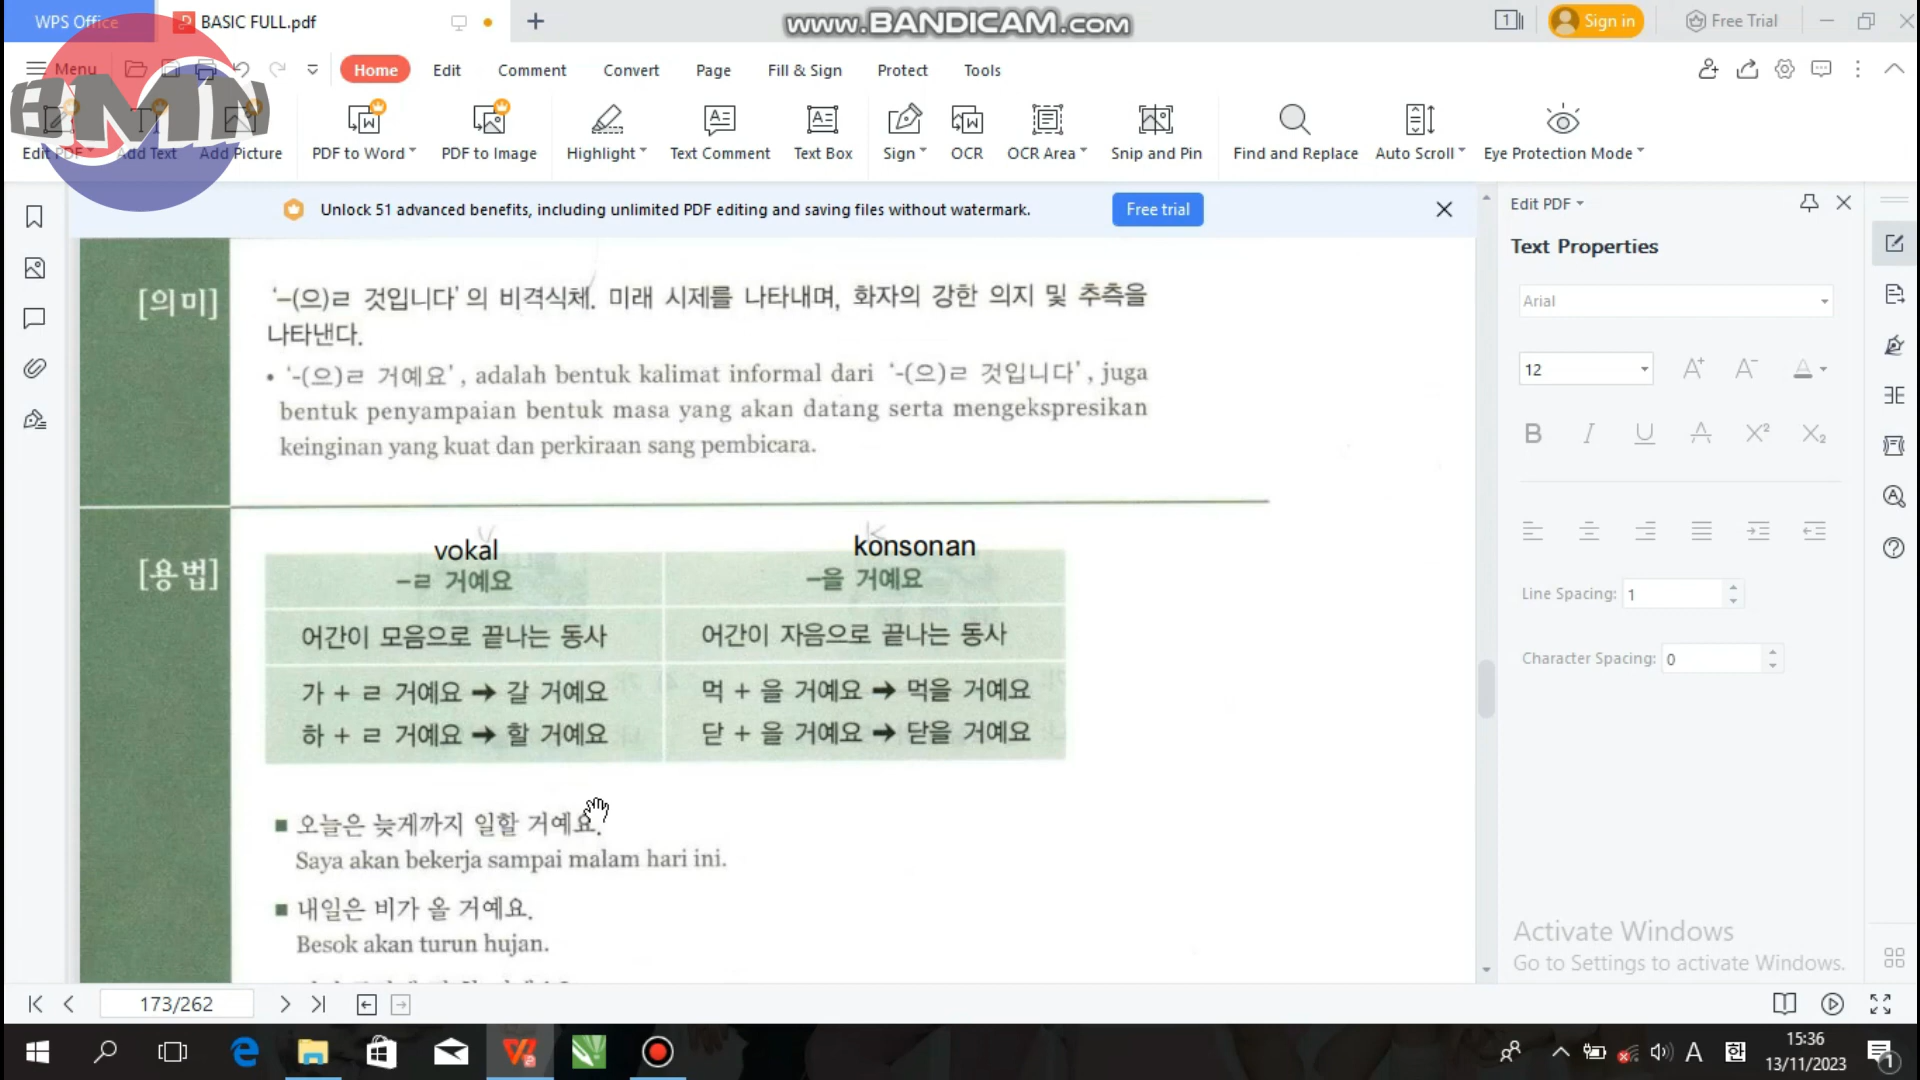 WPS Office
BASIC FULL.pdf
www.BANDICAM.com
1
Sign in
Free Trial
Menu
Home
Edit
Comment
Convert
Page
Fill & Sign
Protect
Tools
BMN
Edit PDF
Add Text
Add Picture
PDF to Word
PDF to Image
Highlight
Text Comment
Text Box
Sign
OCR
OCR Area
Snip and Pin
Find and Replace
Auto Scroll
Eye Protection Mode
Unlock 51 advanced benefits, including unlimited PDF editing and saving files without watermark.
Free trial
[의미]
'–(으)ㄹ 것입니다'의 비격식체. 미래 시제를 나타내며, 화자의 강한 의지 및 추측을
나타낸다.
• '-(으)ㄹ 거예요', adalah bentuk kalimat informal dari '-(으)ㄹ 것입니다', juga
bentuk penyampaian bentuk masa yang akan datang serta mengekspresikan
keinginan yang kuat dan perkiraan sang pembicara.
[용법]
V
K
vokal
konsonan
–ㄹ 거예요
–을 거예요
어간이 모음으로 끝나는 동사
어간이 자음으로 끝나는 동사
가 + ㄹ 거예요 → 갈 거예요
먹 + 을 거예요 → 먹을 거예요
하 + ㄹ 거예요 → 할 거예요
닫 + 을 거예요 → 닫을 거예요
■ 오늘은 늦게까지 일할 거예요.
Saya akan bekerja sampai malam hari ini.
■ 내일은 비가 올 거예요.
Besok akan turun hujan.
Edit PDF
Text Properties
Arial
12
A+
A-
A
B
I
U
A
X²
X₂
Line Spacing: 1
Character Spacing: 0
Activate Windows
Go to Settings to activate Windows.
173/262
A
한
15:36
13/11/2023
1